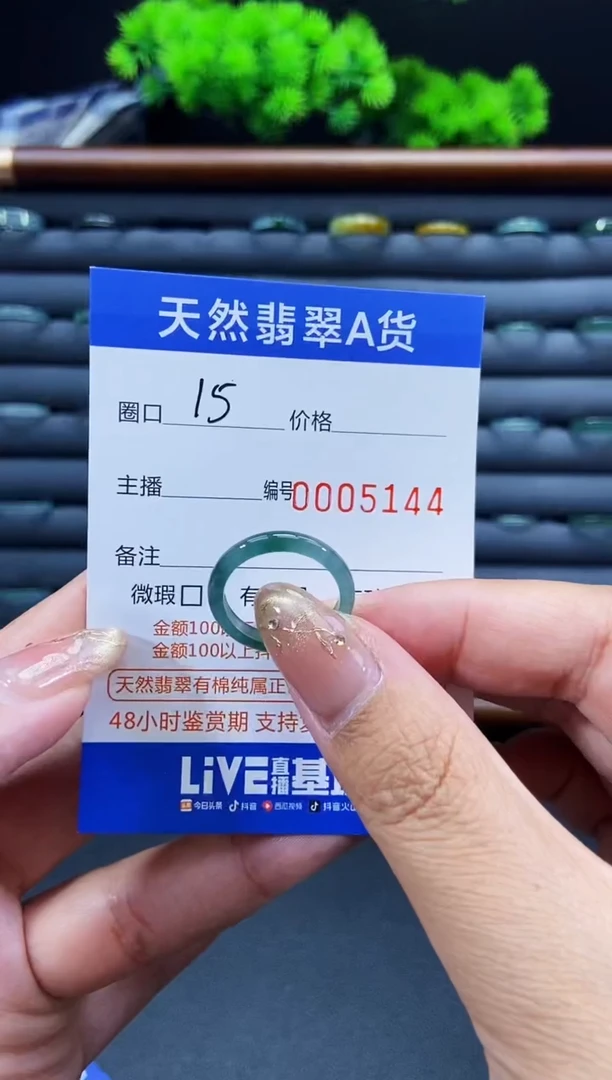 天然翡翠A货
圈口 15 价格
主播 编号0005144
备注
微瑕 有
金额100
金额100以上
天然翡翠有棉纯属正
48小时鉴赏期 支持
LiVE直播基
今日头条 抖音 西瓜视频 抖音火山